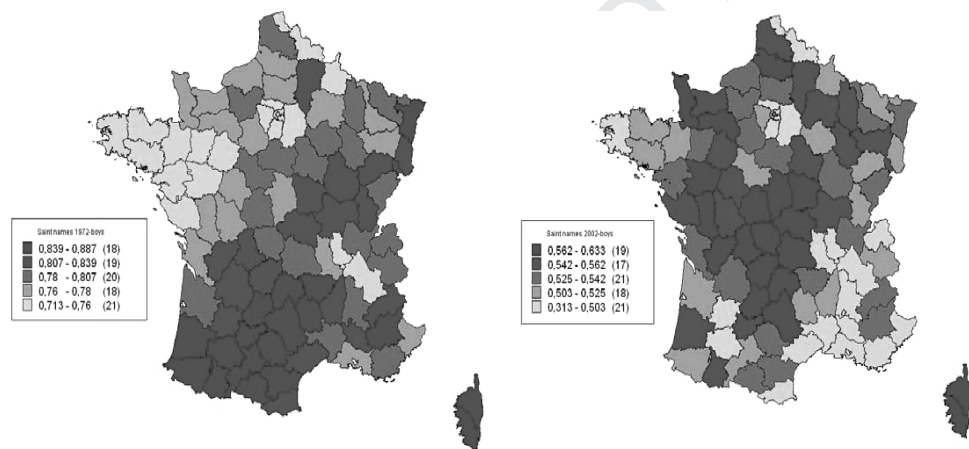 Saint names 1972-boys
0,839 - 0,887 (18)
0,807 - 0,839 (19)
0,78 - 0,807 (20)
0,76 - 0,78 (18)
0,713 - 0,76 (21)
Saint names 2002-boys
0,562 - 0,633 (19)
0,542 - 0,562 (17)
0,525 - 0,542 (21)
0,503 - 0,525 (18)
0,313 - 0,503 (21)